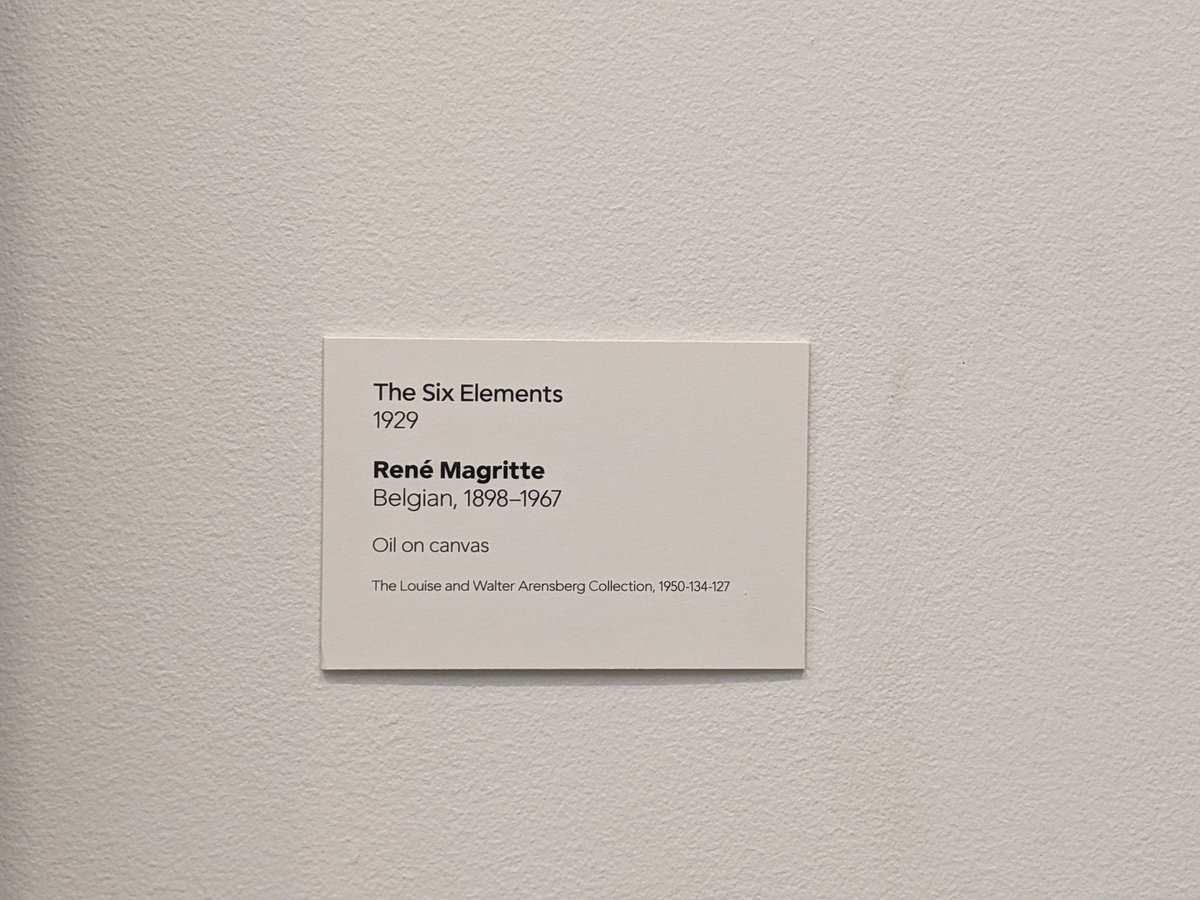 The Six Elements
1929
René Magritte
Belgian, 1898–1967
Oil on canvas
The Louise and Walter Arensberg Collection, 1950-134-127